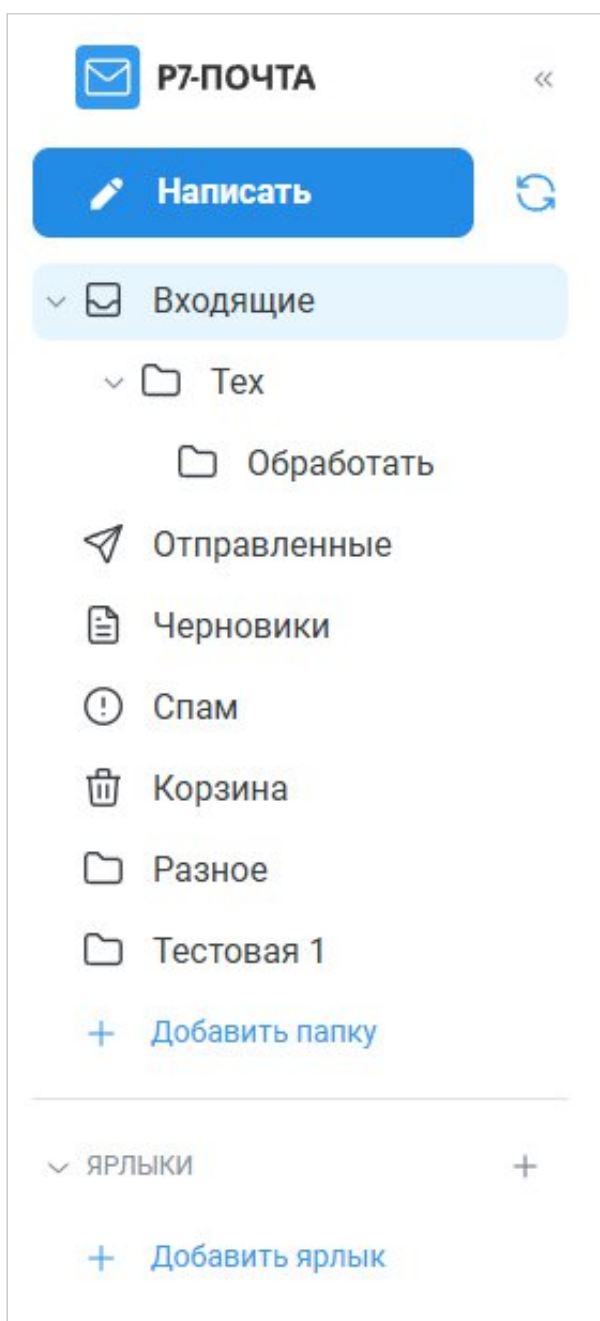 Р7-ПОЧТА
Написать
Входящие
Тех
Обработать
Отправленные
Черновики
Спам
Корзина
Разное
Тестовая 1
Добавить папку
ЯРЛЫКИ
Добавить ярлык